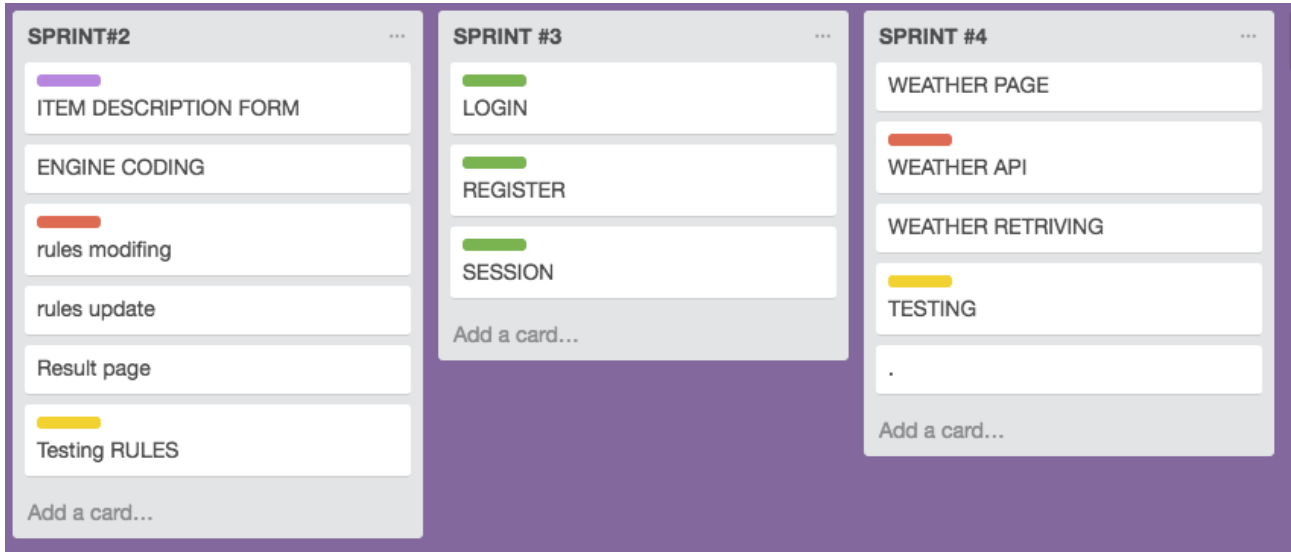 SPRINT#2 ...
ITEM DESCRIPTION FORM
ENGINE CODING
rules modifing
rules update
Result page
Testing RULES
Add a card...
SPRINT #3 ...
LOGIN
REGISTER
SESSION
Add a card...
SPRINT #4 ...
WEATHER PAGE
WEATHER API
WEATHER RETRIVING
TESTING
.
Add a card...